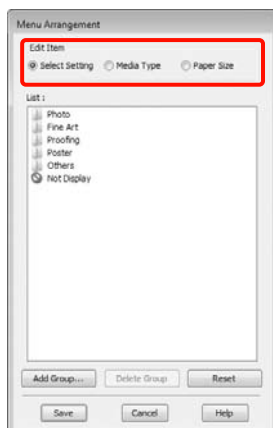 Menu Arrangement
Edit Item
Select Setting Media Type Paper Size
List :
Photo
Fine Art
Proofing
Poster
Others
Not Display
Add Group... Delete Group Reset
Save Cancel Help